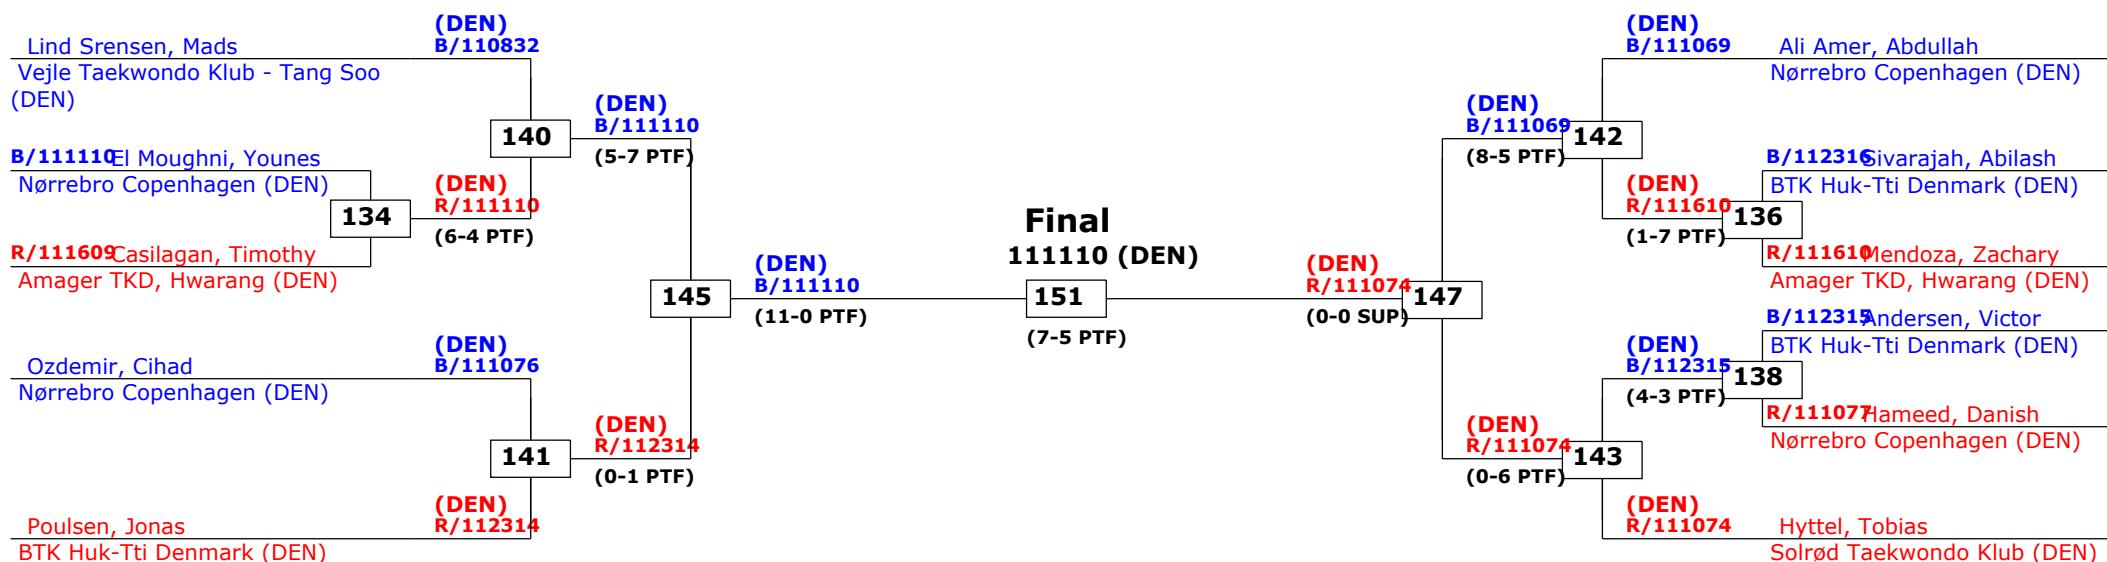 (DEN)
Lind Srensen, Mads B/110832
Vejle Taekwondo Klub - Tang Soo
(DEN)
(DEN)
140 B/111110
(5-7 PTF)
B/111110 El Moughni, Younes
Nørrebro Copenhagen (DEN)
(DEN)
134 R/111110
(6-4 PTF)
R/111609 Casilagan, Timothy
Amager TKD, Hwarang (DEN)
(DEN)
145 B/111110
(11-0 PTF)
(DEN)
Ozdemir, Cihad B/111076
Nørrebro Copenhagen (DEN)
(DEN)
141 R/112314
(0-1 PTF)
(DEN)
Poulsen, Jonas R/112314
BTK Huk-Tti Denmark (DEN)
Final
111110 (DEN)
151
(7-5 PTF)
(DEN)
R/111074 147
(0-0 SUP)
(DEN)
B/111069 142
(8-5 PTF)
(DEN)
B/111069 Ali Amer, Abdullah
Nørrebro Copenhagen (DEN)
B/112316 Sivarajah, Abilash
BTK Huk-Tti Denmark (DEN)
(DEN)
R/111610 136
(1-7 PTF)
R/111610 Mendoza, Zachary
Amager TKD, Hwarang (DEN)
B/112315 Andersen, Victor
BTK Huk-Tti Denmark (DEN)
(DEN)
B/112315 138
(4-3 PTF)
R/111077 Hameed, Danish
Nørrebro Copenhagen (DEN)
(DEN)
R/111074 143
(0-6 PTF)
(DEN)
R/111074 Hyttel, Tobias
Solrød Taekwondo Klub (DEN)